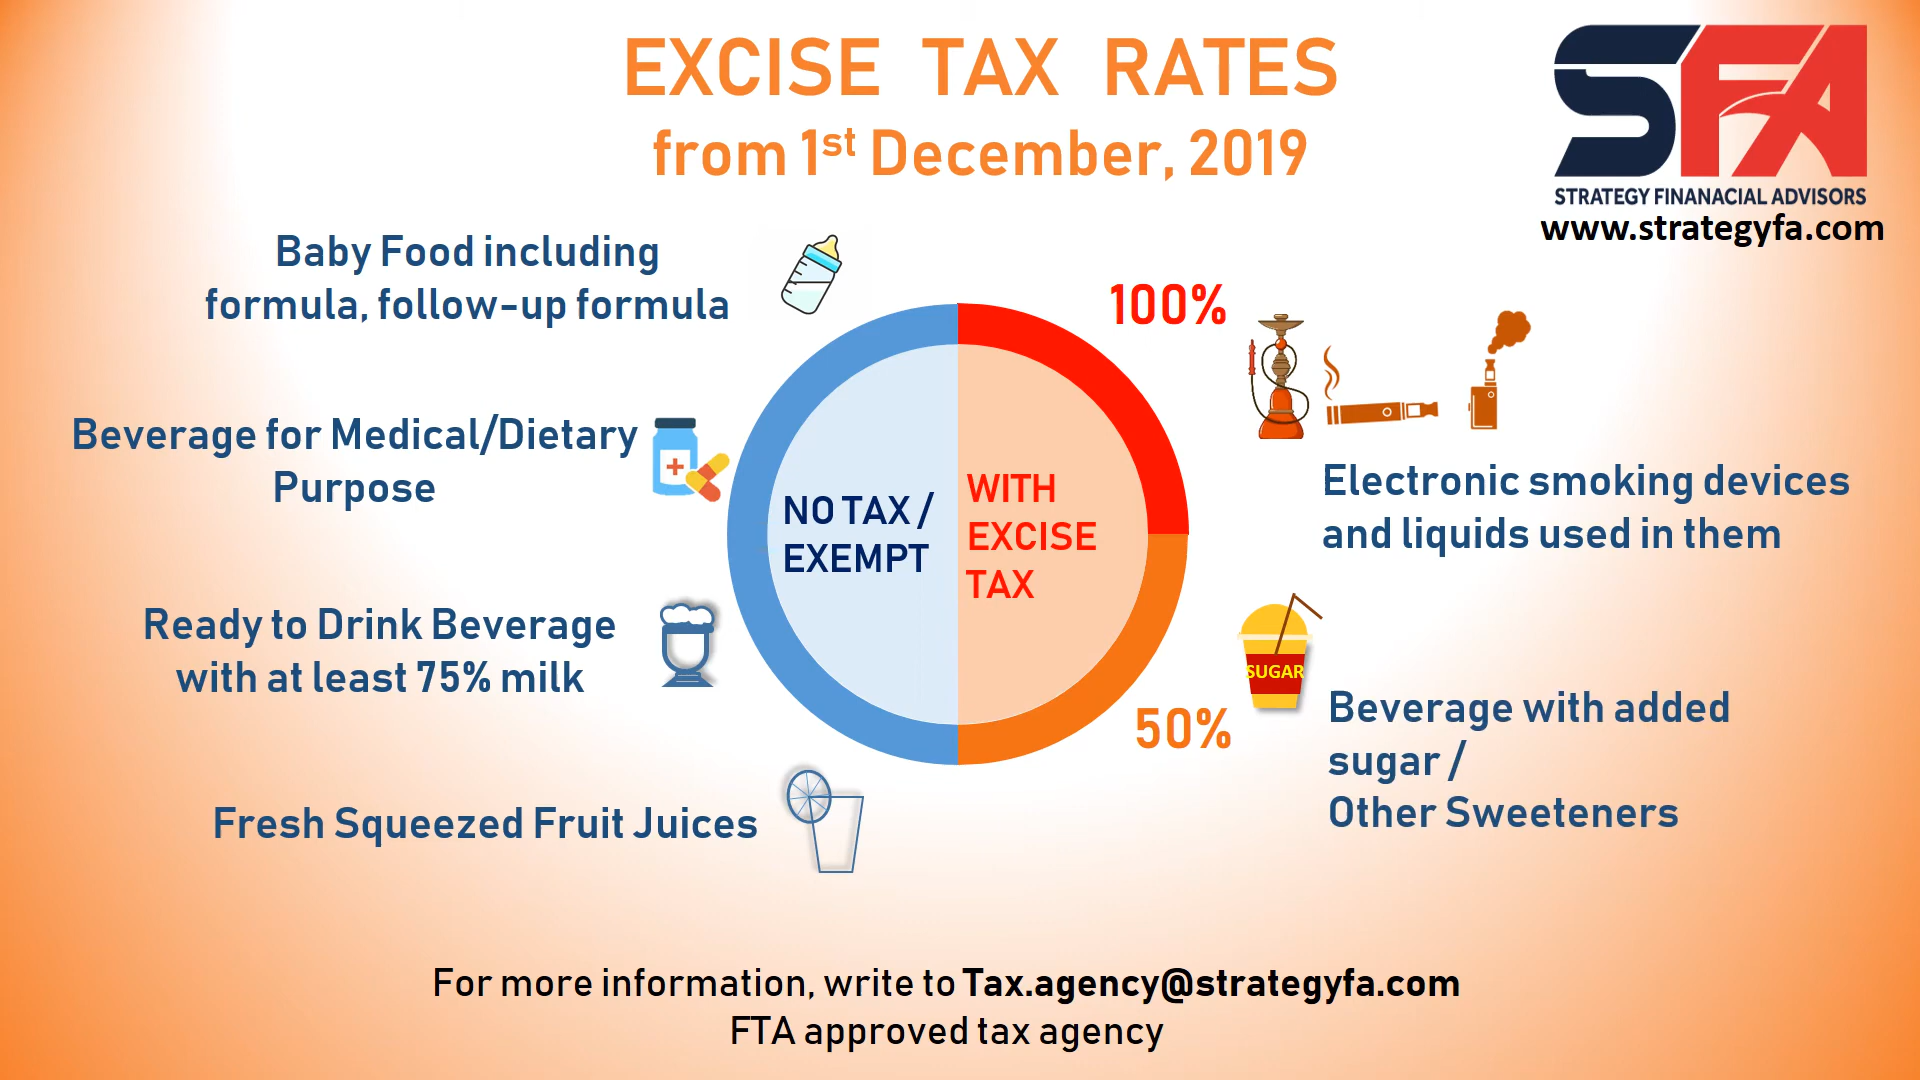 EXCISE TAX RATES
from 1st December, 2019
SFA
STRATEGY FINANACIAL ADVISORS
www.strategyfa.com
Baby Food including
formula, follow-up formula
Beverage for Medical/Dietary
Purpose
Ready to Drink Beverage
with at least 75% milk
Fresh Squeezed Fruit Juices
NO TAX /
EXEMPT
WITH
EXCISE
TAX
100%
Electronic smoking devices
and liquids used in them
SUGAR
50%
Beverage with added
sugar /
Other Sweeteners
For more information, write to Tax.agency@strategyfa.com
FTA approved tax agency